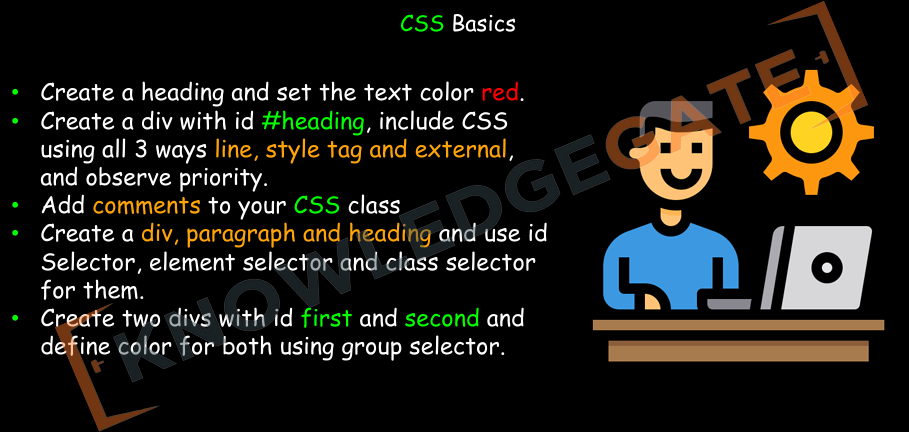 CSS Basics
• Create a heading and set the text color red.
• Create a div with id #heading, include CSS
using all 3 ways line, style tag and external,
and observe priority.
• Add comments to your CSS class
• Create a div, paragraph and heading and use id
Selector, element selector and class selector
for them.
• Create two divs with id first and second and
define color for both using group selector.
KNOWLEDGEGATE